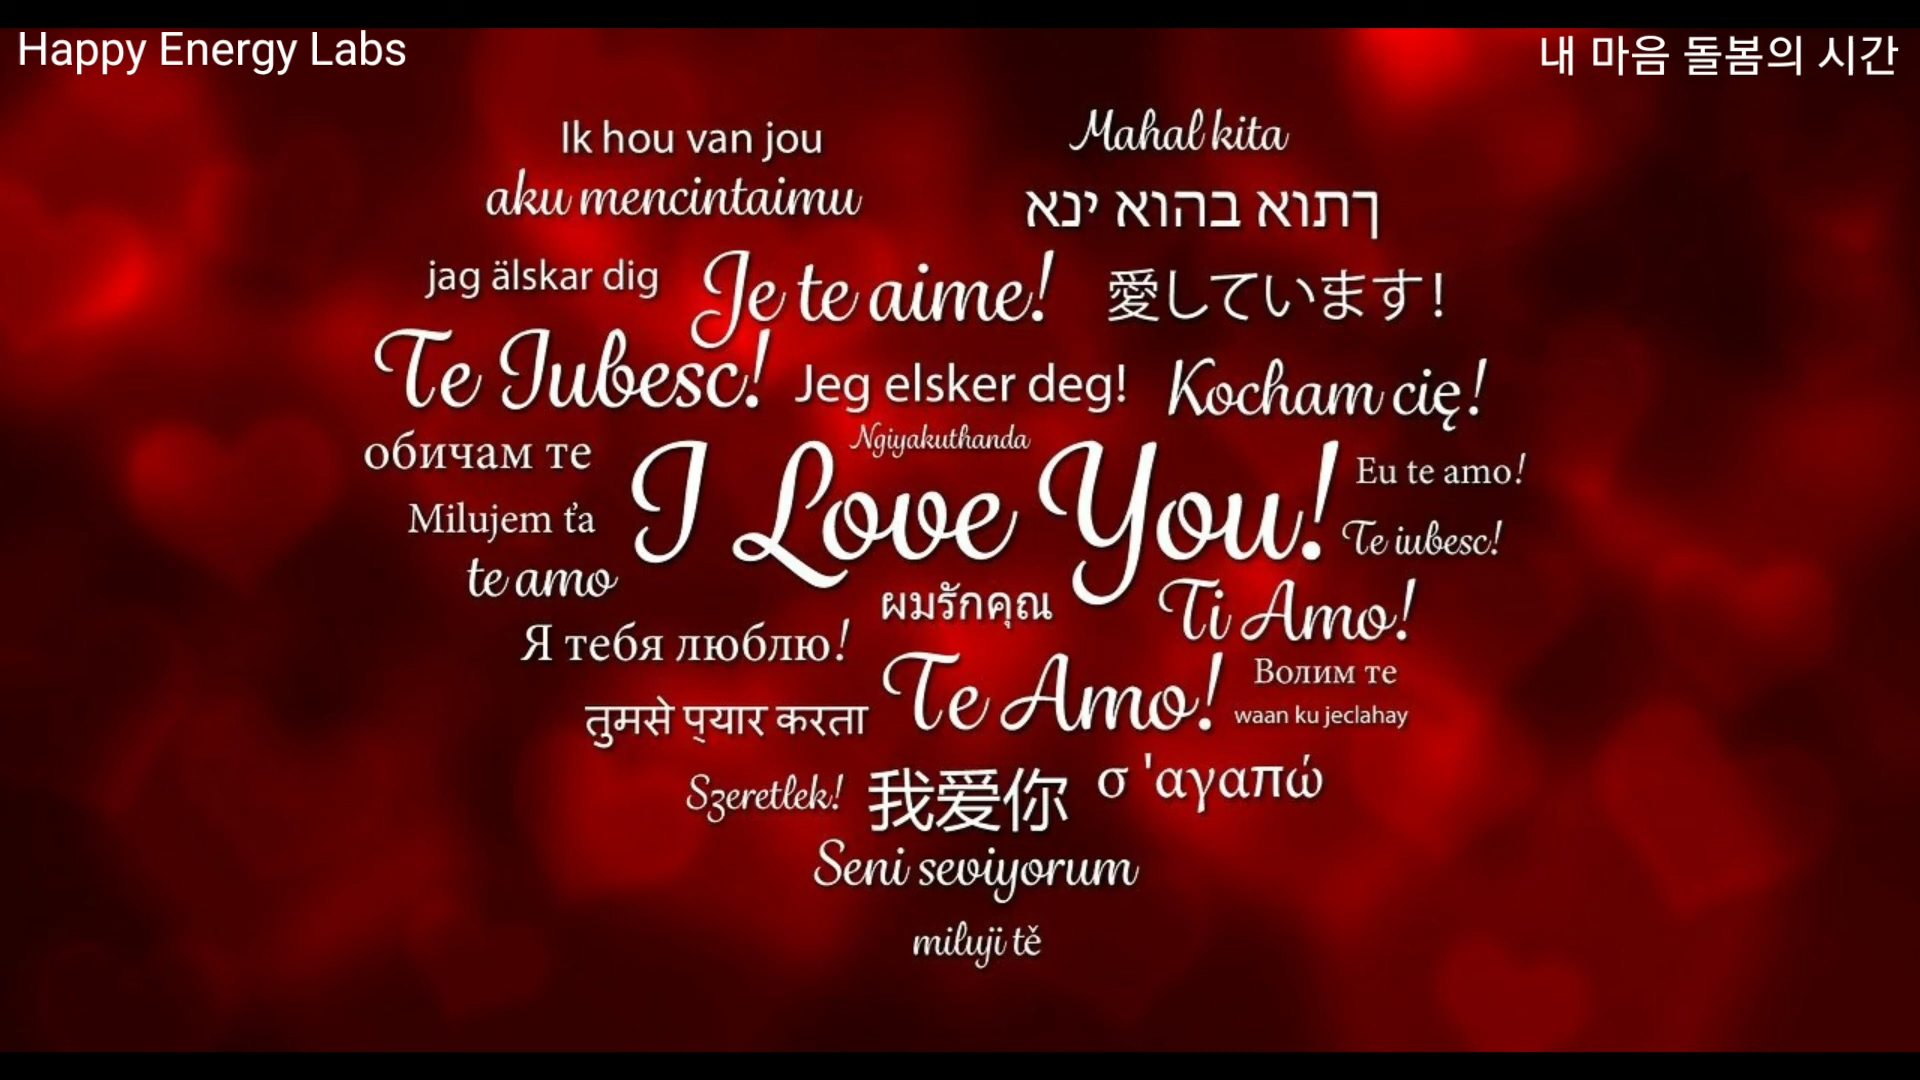 Happy Energy Labs
내 마음 돌봄의 시간
Ik hou van jou
Mahal kita
aku mencintaimu
ךתוא בהוא ינא
jag älskar dig
Je te aime!
愛しています!
Te Iubesc!
Jeg elsker deg!
Kocham cię!
Ngiyakuthanda
обичам те
I Love You!
Eu te amo!
Milujem ťa
Te iubesc!
te amo
ผมรักคุณ
Ti Amo!
Я тебя люблю!
Te Amo!
Волим те
तुमसे प्‌यार करता
waan ku jeclahay
Szeretlek!
我爱你
σ 'αγαπώ
Seni seviyorum
miluji tě